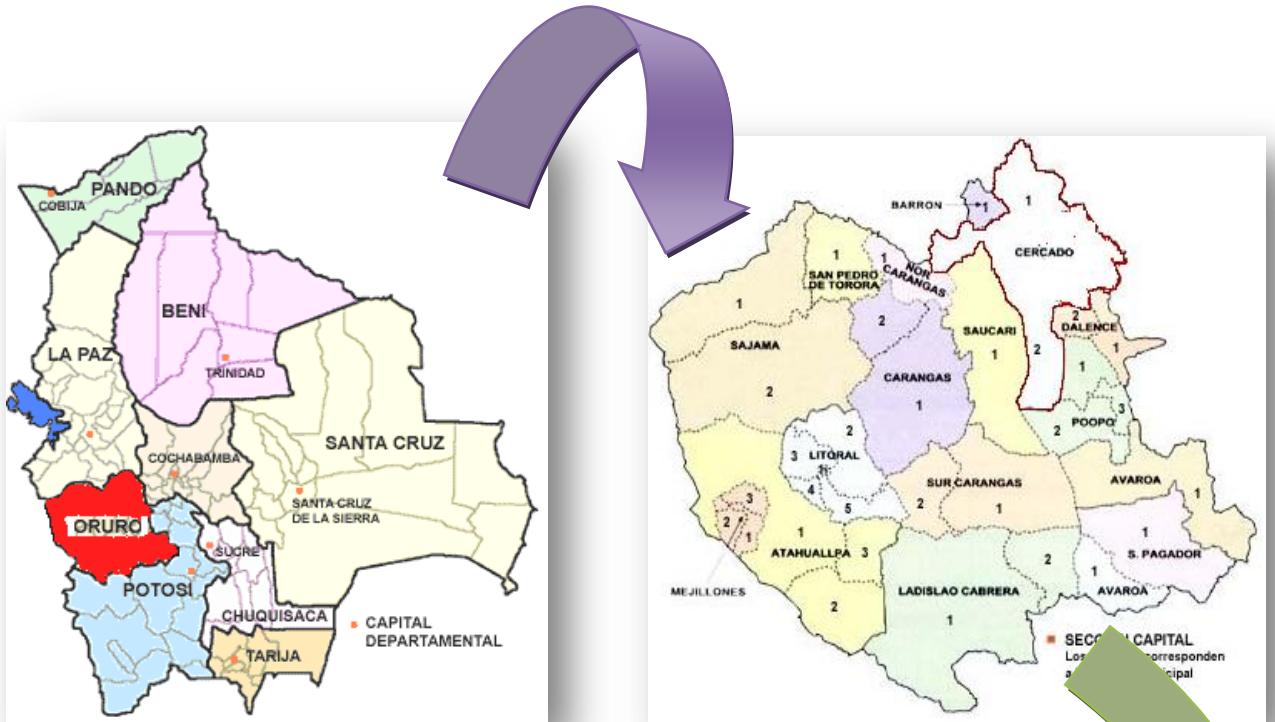 PANDO
COBIJA
BENI
LA PAZ
TRINIDAD
SANTA CRUZ
COCHABAMBA
SANTA CRUZ
DE LA SIERRA
ORURO
SUCRE
POTOSI
CHUQUISACA
CAPITAL
DEPARTAMENTAL
TARIJA
BARRON
1
1
CERCADO
1
SAN PEDRO
DE TORORA
1
NOR
CARANGAS
1
2
SAJAMA
SAUCARI
2
DALENCE
1
1
2
1
CARANGAS
2
1
3
2
POOPO
2
3
LITORAL
1
4
5
SUR CARANGAS
2
1
AVAROA
1
3
2
1
1
ATAHUALLPA
3
2
1
S. PAGADOR
MEJILLONES
2
LADISLAO CABRERA
1
1
AVAROA
CAPITAL
Los
corresponden
a